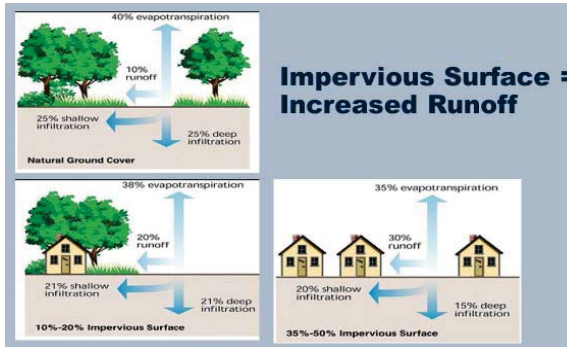 40% evapotranspiration
10%
runoff
25% shallow
infiltration
25% deep
infiltration
Natural Ground Cover
Impervious Surface =
Increased Runoff
38% evapotranspiration
20%
runoff
21% shallow
infiltration
21% deep
infiltration
10%-20% Impervious Surface
35% evapotranspiration
30%
runoff
20% shallow
infiltration
15% deep
infiltration
35%-50% Impervious Surface